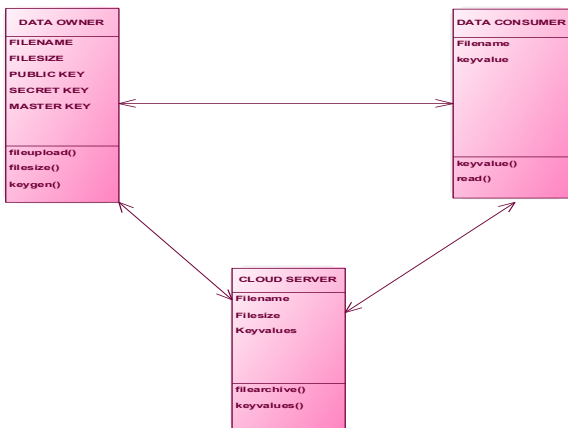 DATA OWNER
FILENAME
FILESIZE
PUBLIC KEY
SECRET KEY
MASTER KEY
fileupload()
filesize()
keygen()
DATA CONSUMER
Filename
keyvalue
keyvalue()
read()
CLOUD SERVER
Filename
Filesize
Keyvalues
filearchive()
keyvalues()